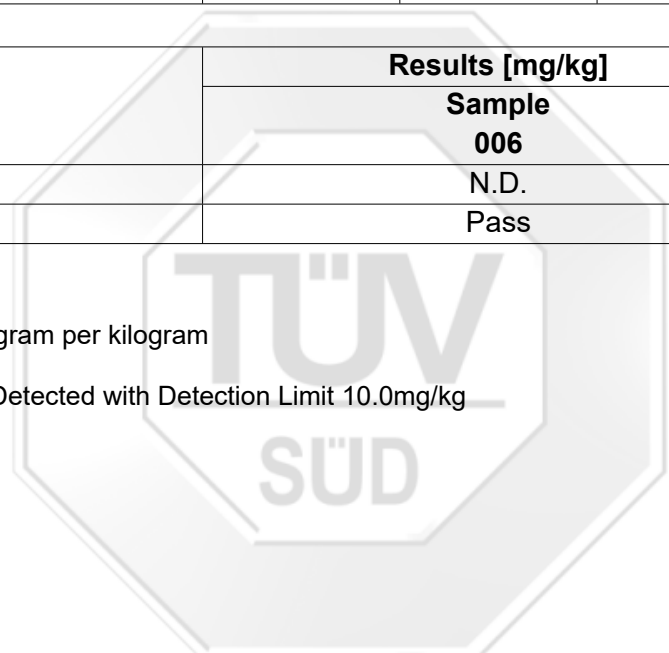 Results [mg/kg]
Sample
006
N.D.
Pass
gram per kilogram
Detected with Detection Limit 10.0mg/kg
TÜV
SÜD